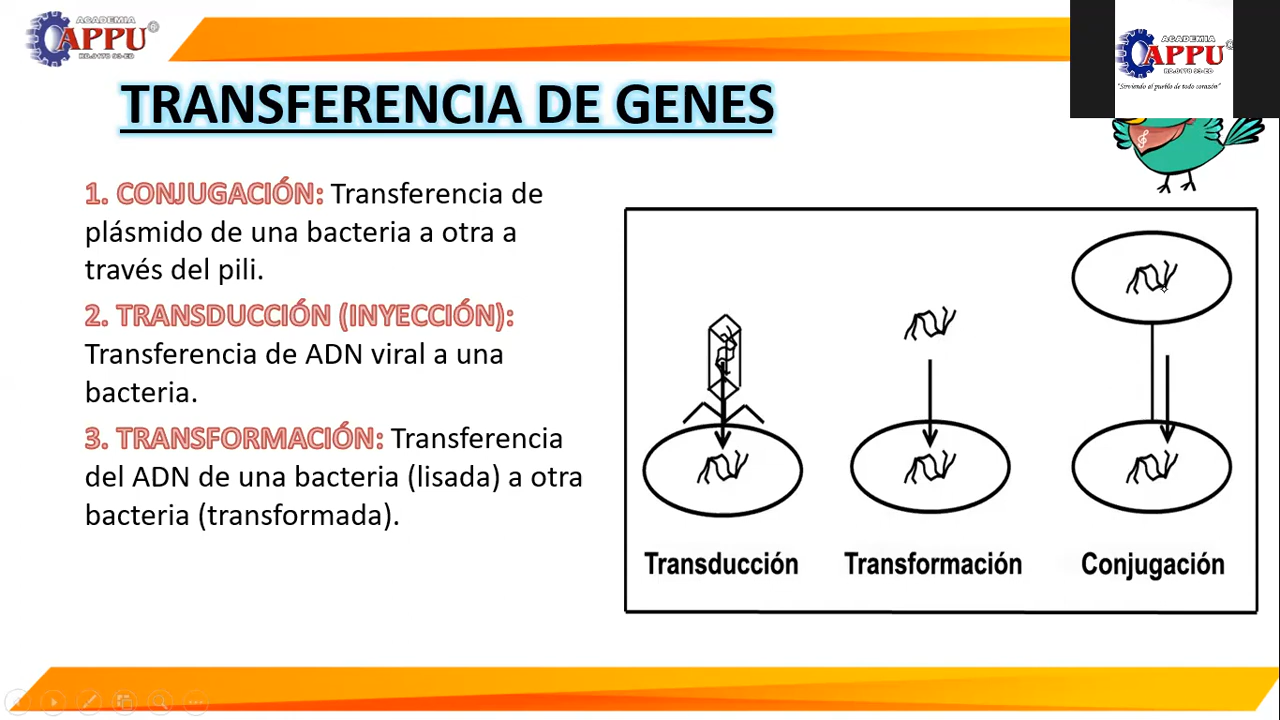 ACADEMIA
APPU
TRANSFERENCIA DE GENES
1. CONJUGACIÓN: Transferencia de
plásmido de una bacteria a otra a
través del pili.
2. TRANSDUCCIÓN (INYECCIÓN):
Transferencia de ADN viral a una
bacteria.
3. TRANSFORMACIÓN: Transferencia
del ADN de una bacteria (lisada) a otra
bacteria (transformada).
Transducción
Transformación
Conjugación
ACADEMIA
APPU
"Sirviendo al pueblo de todo corazón"